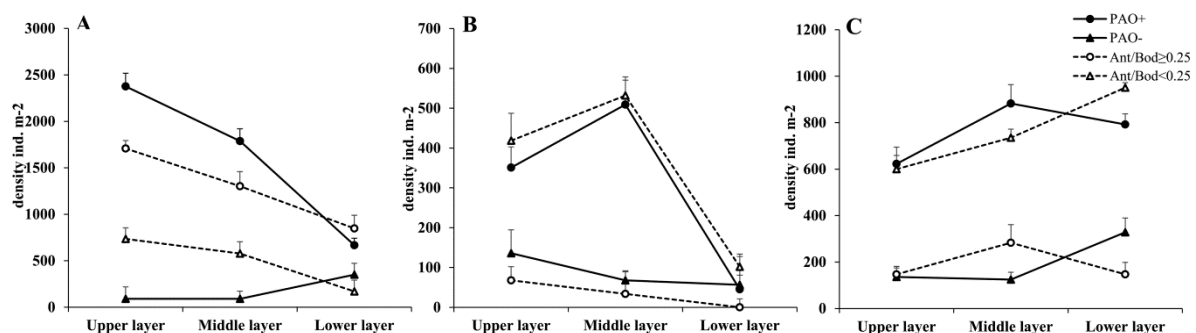 A
density ind. m-2
3000
2500
2000
1500
1000
500
0
Upper layer Middle layer Lower layer
B
density ind. m-2
700
600
500
400
300
200
100
0
Upper layer Middle layer Lower layer
C
density ind. m-2
1200
1000
800
600
400
200
0
Upper layer Middle layer Lower layer
PAO+
PAO-
Ant/Bod≥0.25
Ant/Bod<0.25